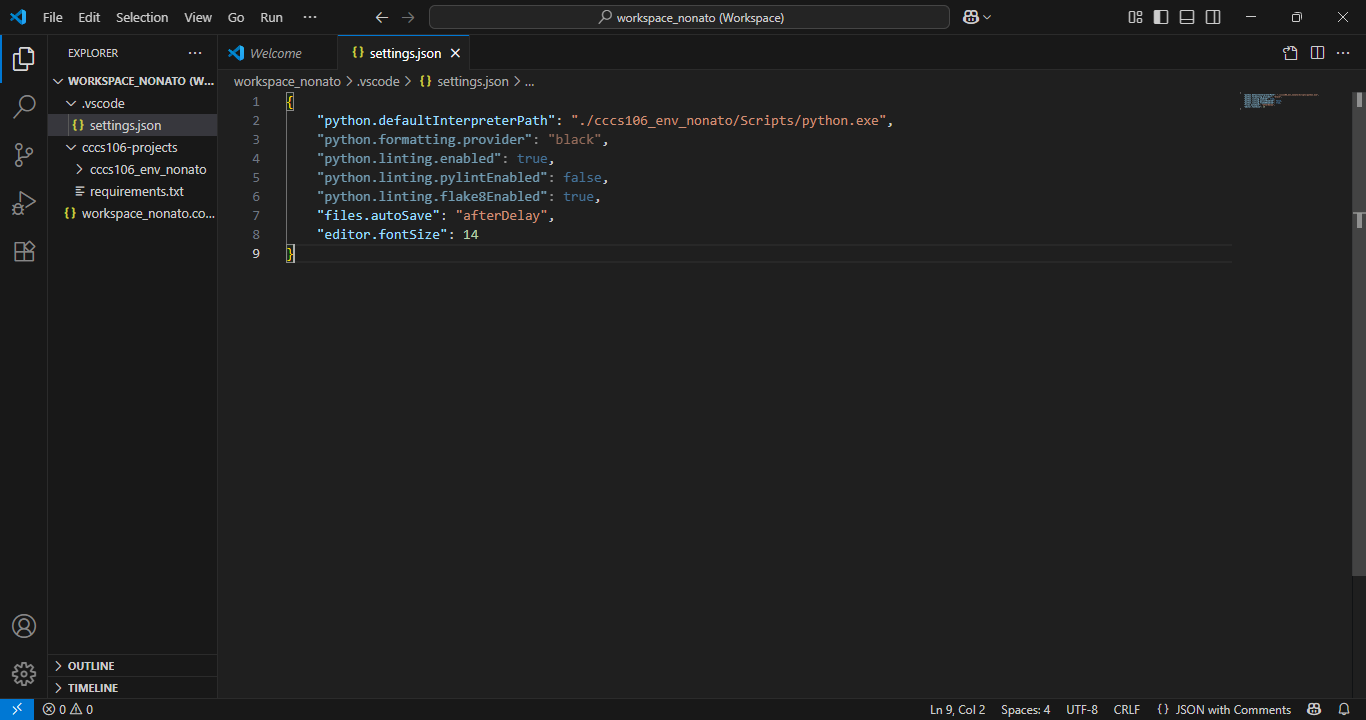 File Edit Selection View Go Run ···
workspace_nonato (Workspace)
EXPLORER ···
WORKSPACE_NONATO (W...
.vscode
{} settings.json
cccs106-projects
cccs106_env_nonato
requirements.txt
{} workspace_nonato.co...
OUTLINE
TIMELINE
Welcome
{} settings.json
workspace_nonato > .vscode > {} settings.json > ...
1 {
2 "python.defaultInterpreterPath": "./cccs106_env_nonato/Scripts/python.exe",
3 "python.formatting.provider": "black",
4 "python.linting.enabled": true,
5 "python.linting.pylintEnabled": false,
6 "python.linting.flake8Enabled": true,
7 "files.autoSave": "afterDelay",
8 "editor.fontSize": 14
9 }
0 0
Ln 9, Col 2 Spaces: 4 UTF-8 CRLF {} JSON with Comments